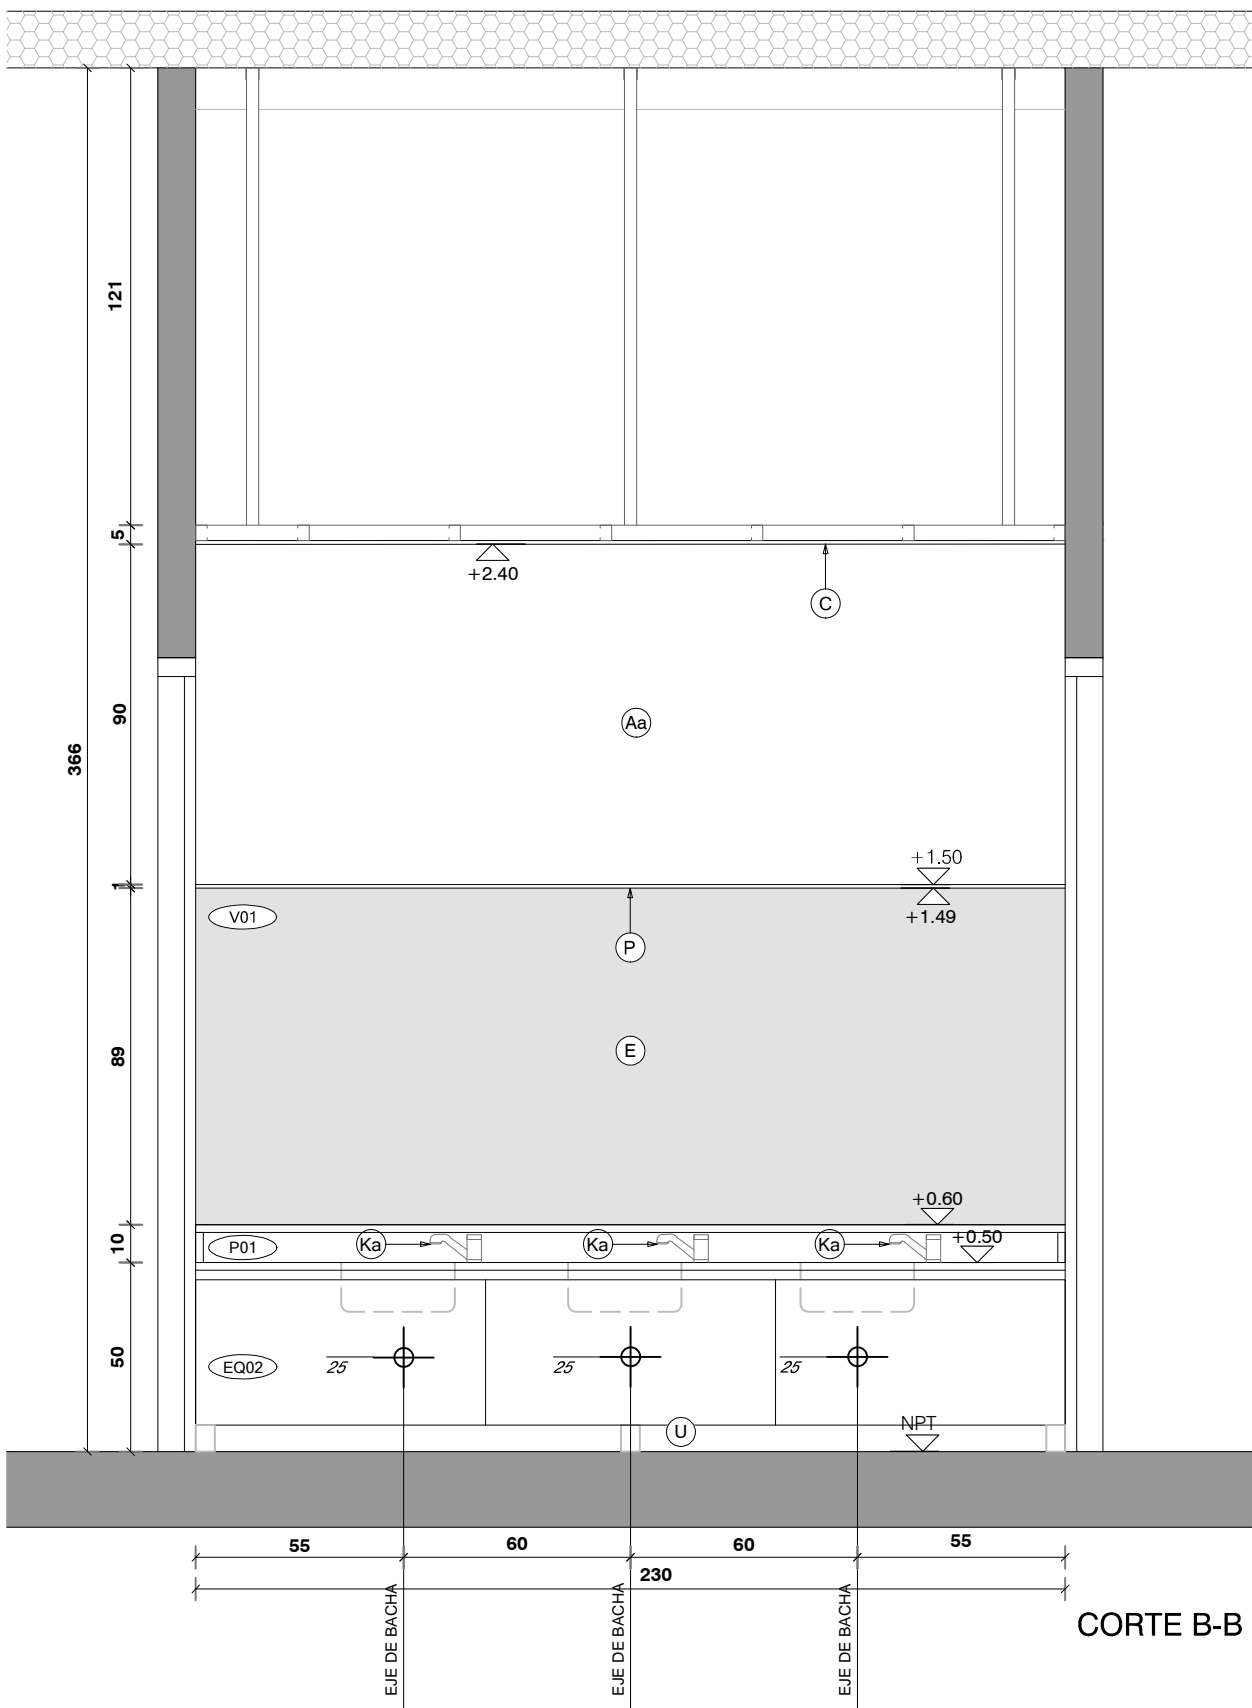 121
5
+2.40
C
90
Aa
366
+1.50
1
V01
+1.49
P
89
E
+0.60
10
P01
Ka
Ka
Ka
+0.50
50
EQ02
25
25
25
U
NPT
55
60
60
55
230
EJE DE BACHA
EJE DE BACHA
EJE DE BACHA
CORTE B-B